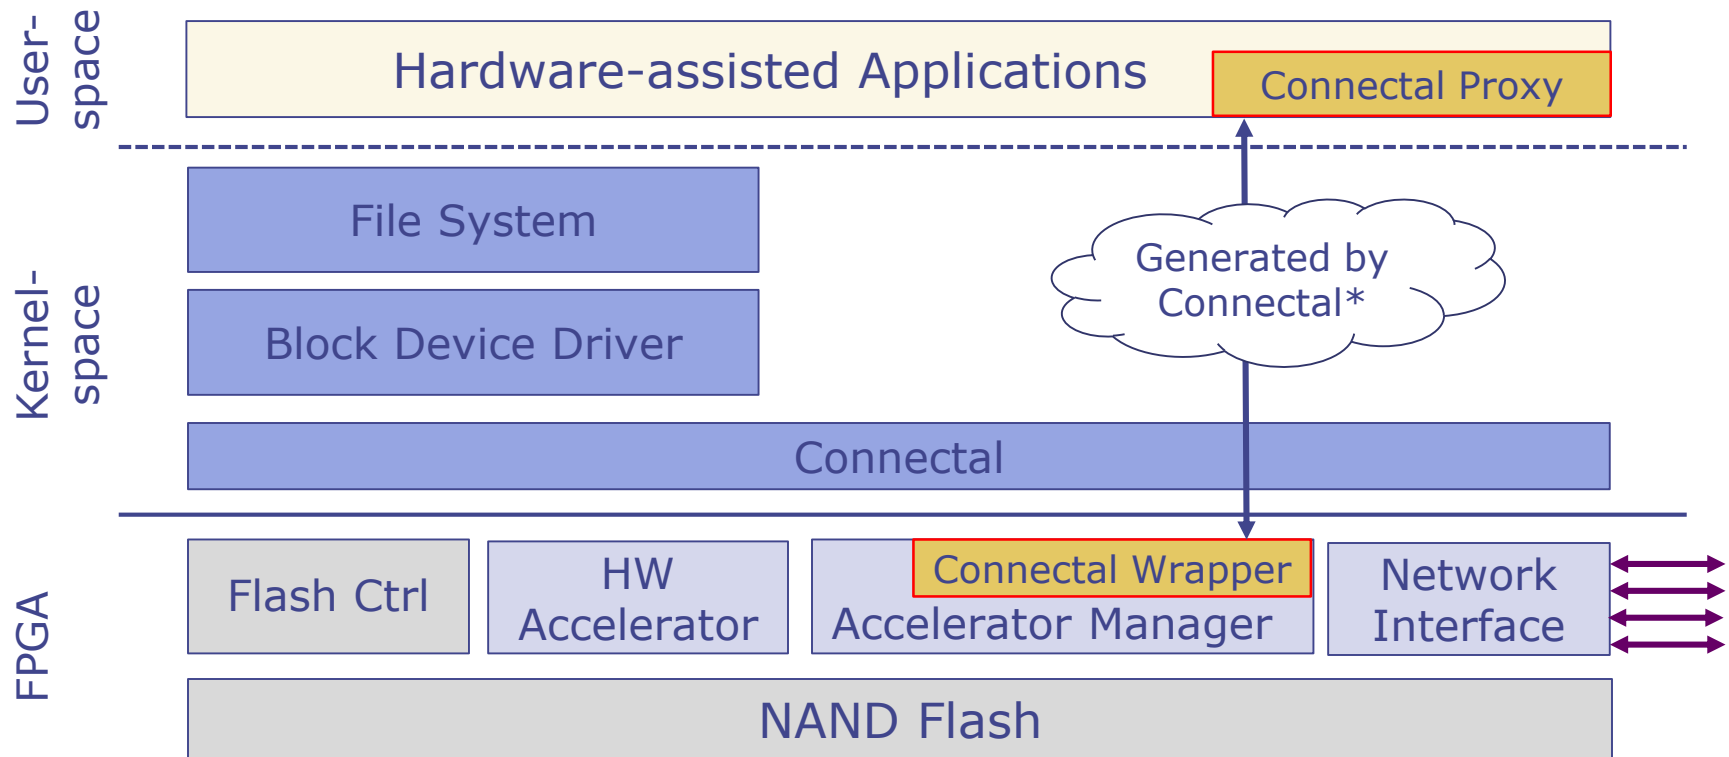 User-
space
Hardware-assisted Applications
Connectal Proxy
Kernel-
space
File System
Generated by
Connectal*
Block Device Driver
Connectal
FPGA
Flash Ctrl
HW
Accelerator
Connectal Wrapper
Accelerator Manager
Network
Interface
NAND Flash